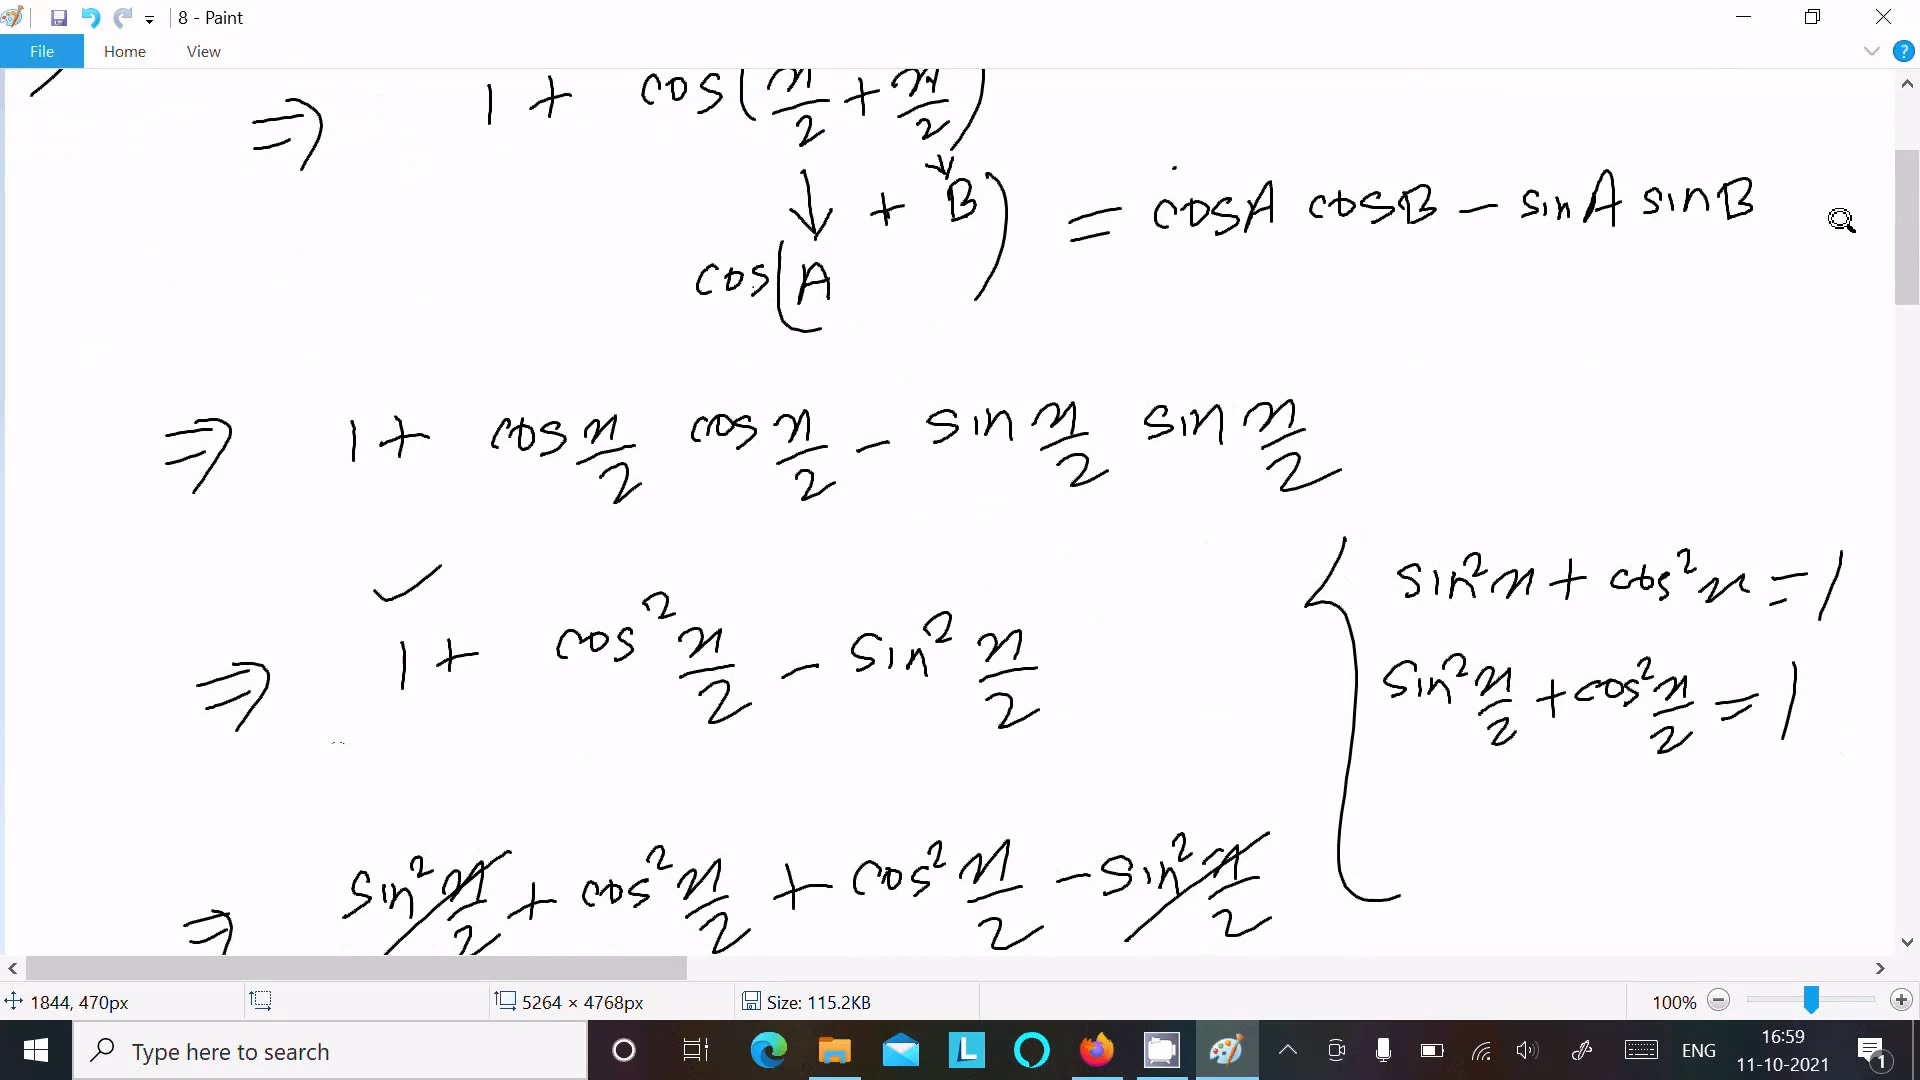 8 - Paint
File Home View
⇒ 1 + cos(x/2 + x/2)
cos(A + B) = cosA cosB - sinA sinB
⇒ 1 + cos x/2 cos x/2 - sin x/2 sin x/2
⇒ 1 + cos² x/2 - sin² x/2
sin²x + cos²x = 1
sin² x/2 + cos² x/2 = 1
⇒ sin² x/2 + cos² x/2 + cos² x/2 - sin² x/2
1844, 470px 5264 × 4768px Size: 115.2KB 100%
Type here to search L ENG 16:59
11-10-2021 1